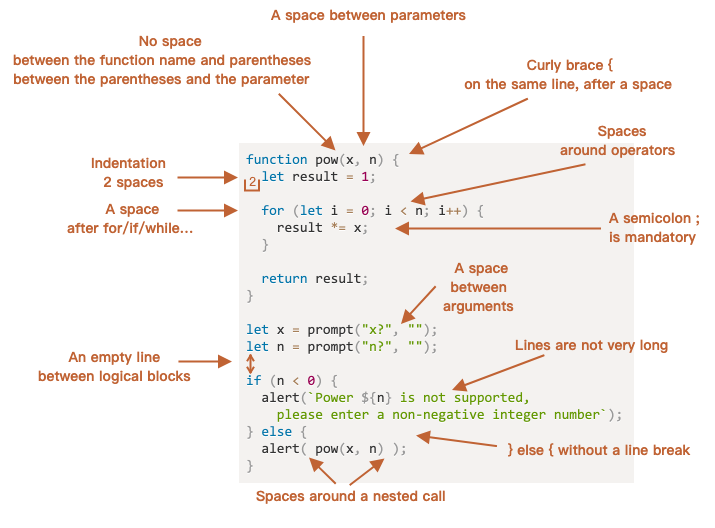 A space between parameters
No space
between the function name and parentheses
between the parentheses and the parameter
Curly brace {
on the same line, after a space
Spaces
around operators
Indentation
2 spaces
A space
after for/if/while...
A semicolon ;
is mandatory
function pow(x, n) {
2
let result = 1;
for (let i = 0; i < n; i++) {
result *= x;
}
return result;
}
A space
between
arguments
let x = prompt("x?", "");
let n = prompt("n?", "");
An empty line
between logical blocks
Lines are not very long
if (n < 0) {
alert(`Power ${n} is not supported,
please enter a non-negative integer number`);
} else {
alert( pow(x, n) );
}
} else { without a line break
Spaces around a nested call